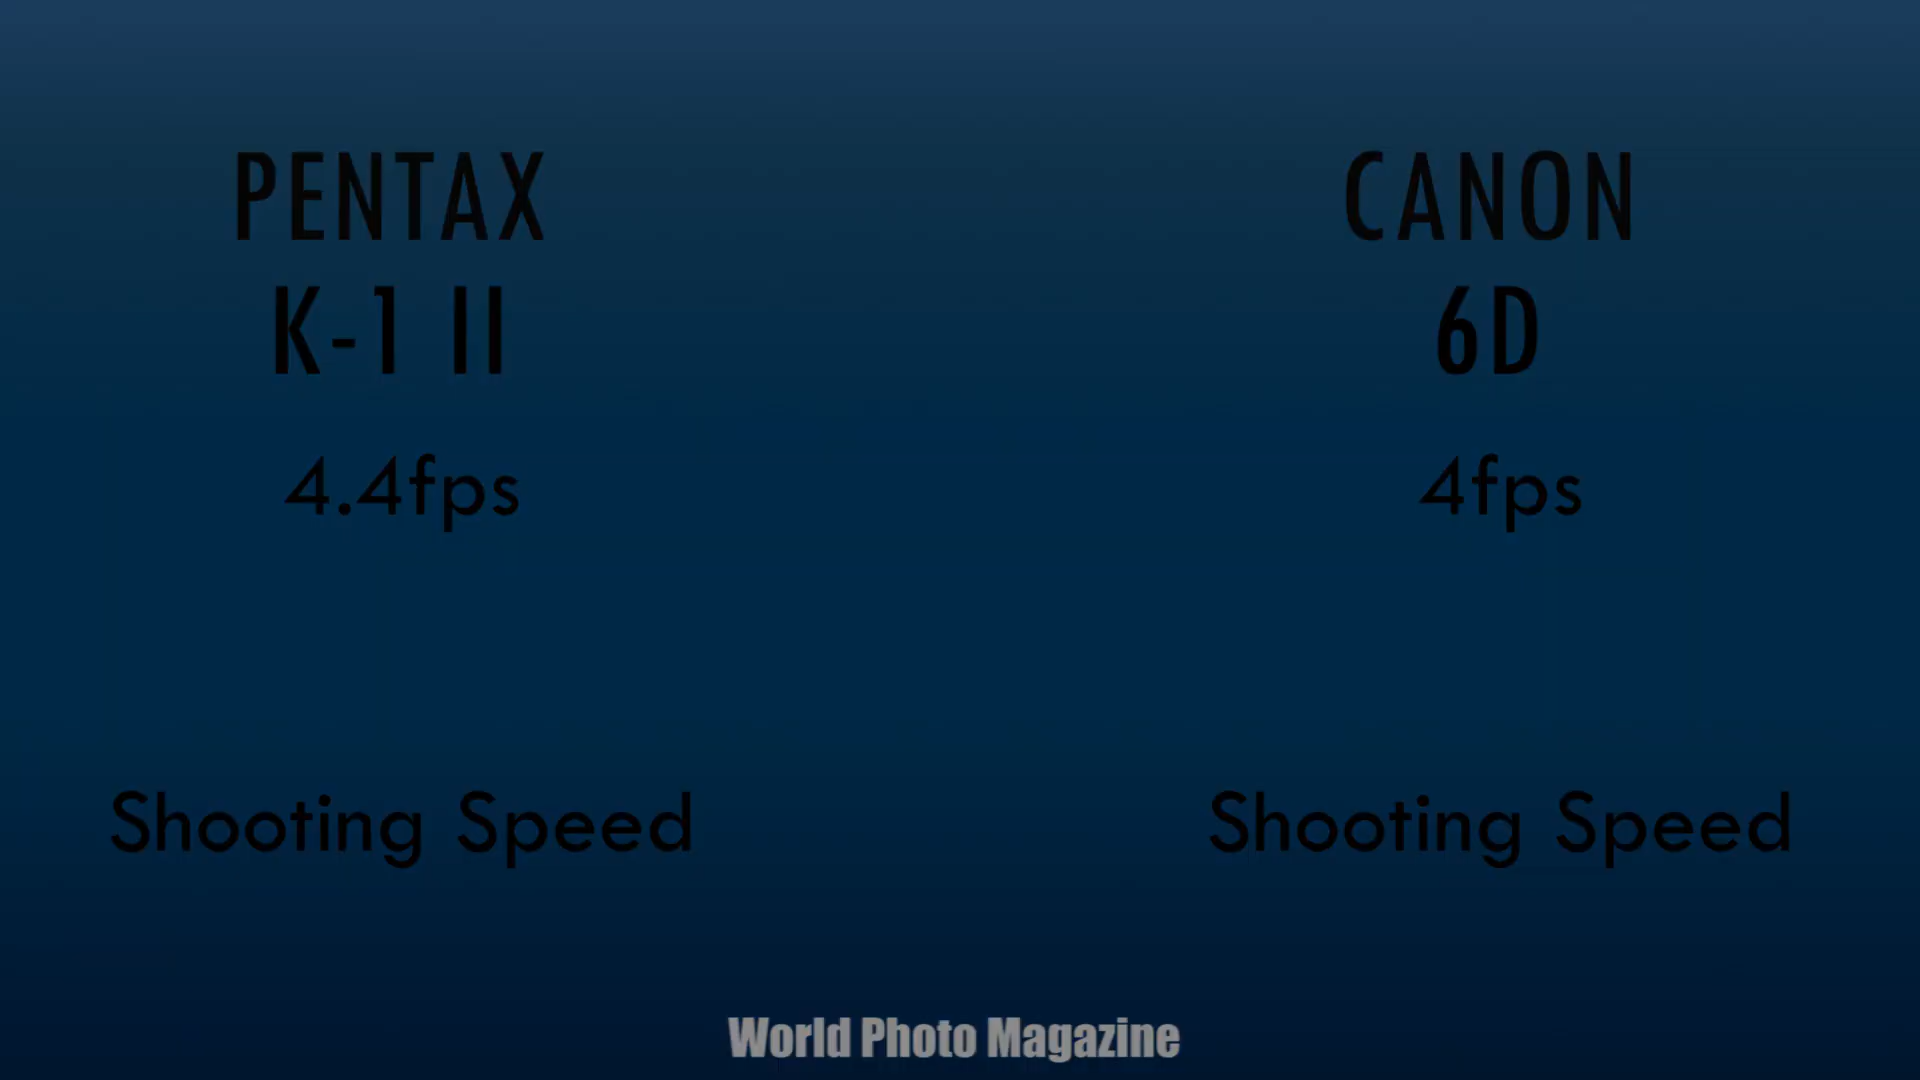 PENTAX
K-1 II
4.4fps
Shooting Speed
CANON
6D
4fps
Shooting Speed
World Photo Magazine